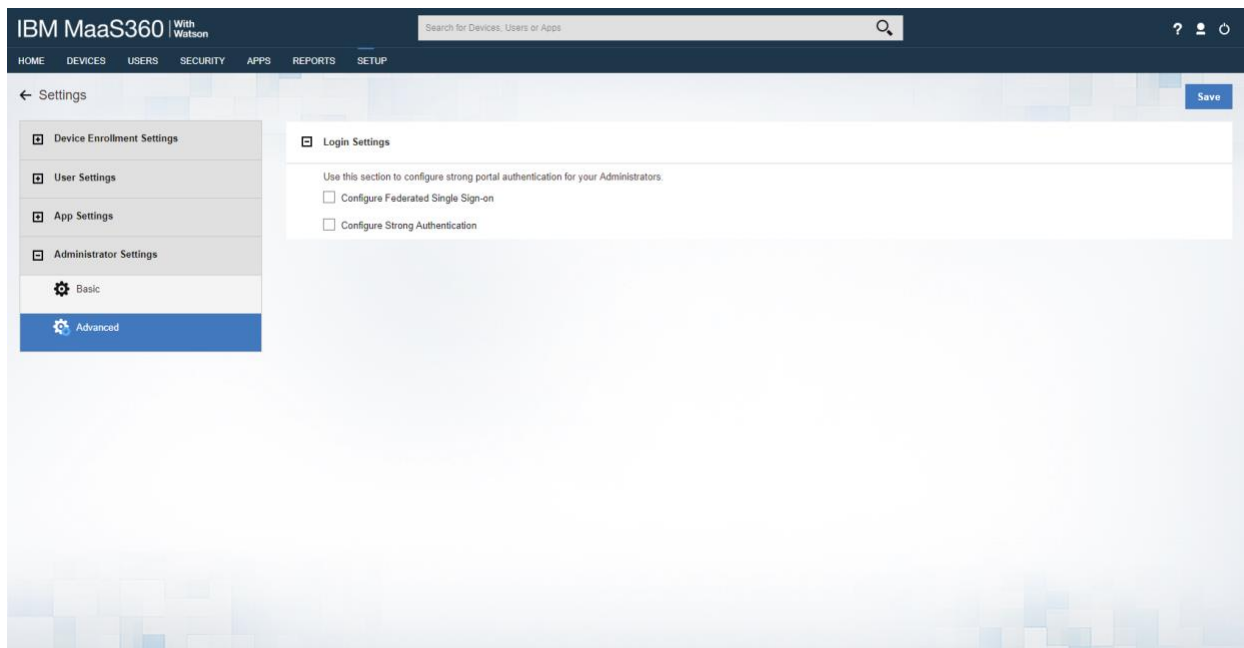 IBM MaaS360 With Watson
Search for Devices, Users or Apps
?
HOME DEVICES USERS SECURITY APPS REPORTS SETUP
← Settings
Save
Device Enrollment Settings
User Settings
App Settings
Administrator Settings
Basic
Advanced
Login Settings
Use this section to configure strong portal authentication for your Administrators.
Configure Federated Single Sign-on
Configure Strong Authentication